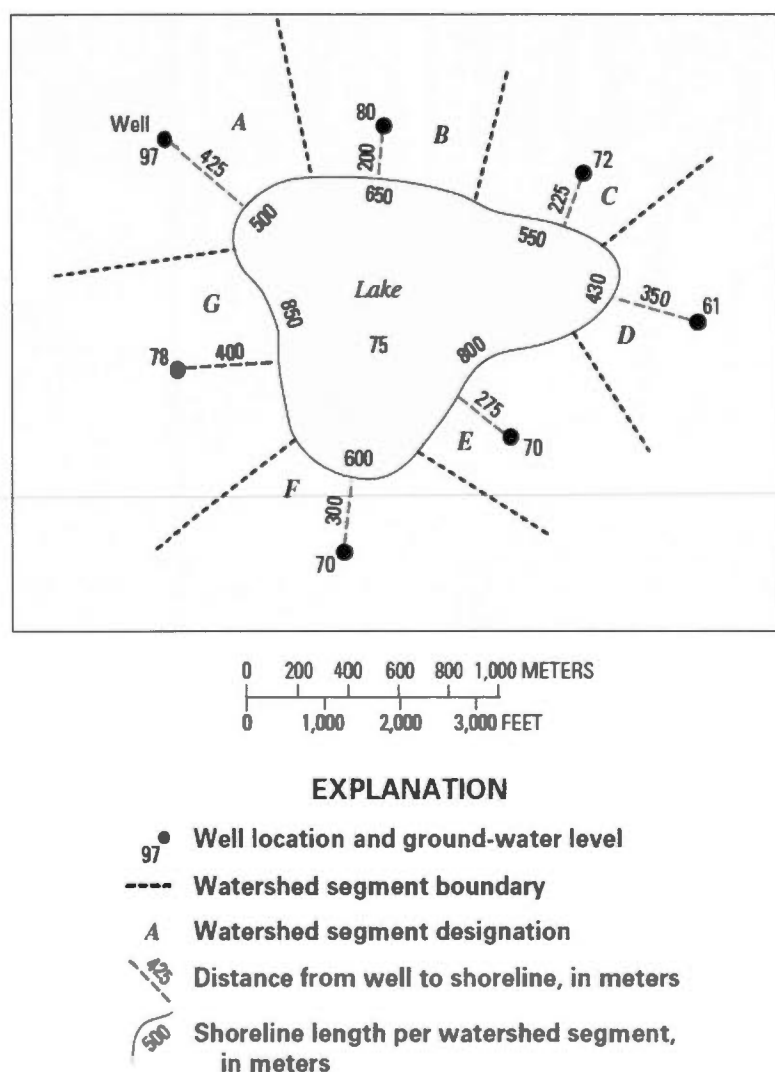 A
B
Well
97
425
80
200
72
225
C
650
500
550
430
350
61
D
G
850
Lake
75
78
400
800
275
E
70
600
F
300
70
0 200 400 600 800 1,000 METERS
0 1,000 2,000 3,000 FEET
EXPLANATION
97 Well location and ground-water level
Watershed segment boundary
A Watershed segment designation
425 Distance from well to shoreline, in meters
500 Shoreline length per watershed segment,
in meters